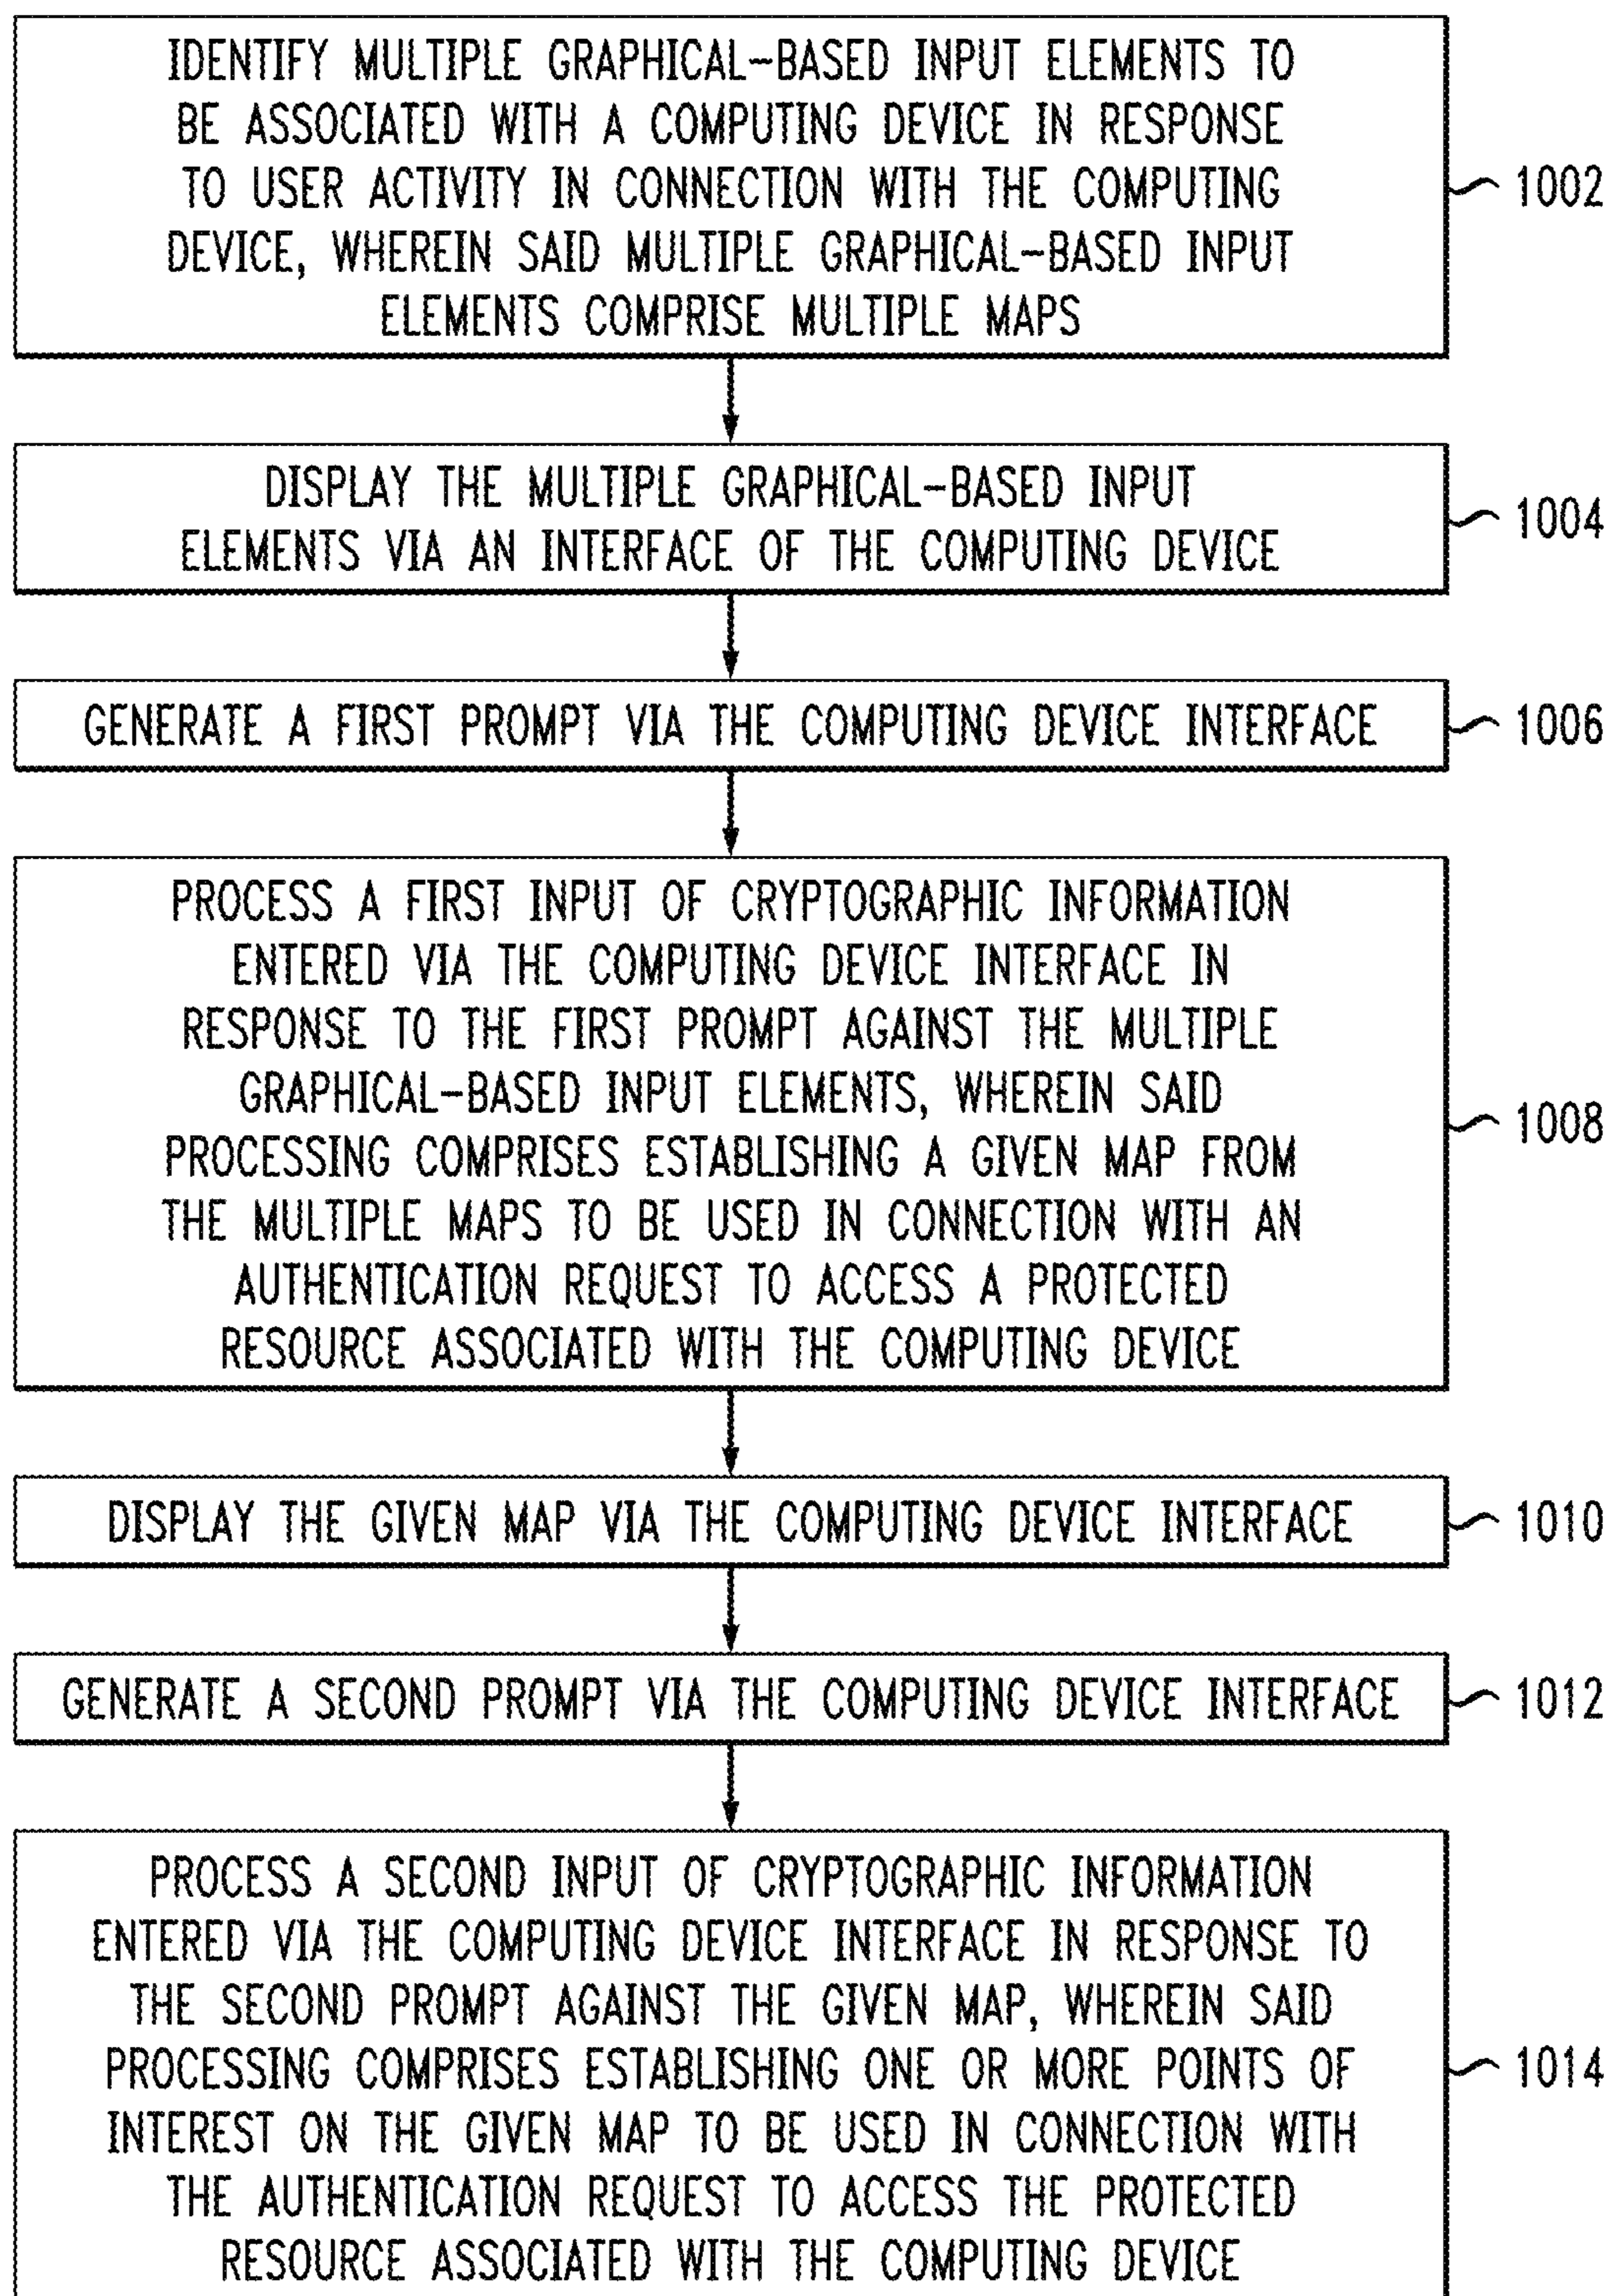 IDENTIFY MULTIPLE GRAPHICAL-BASED INPUT ELEMENTS TO
BE ASSOCIATED WITH A COMPUTING DEVICE IN RESPONSE
TO USER ACTIVITY IN CONNECTION WITH THE COMPUTING
DEVICE, WHEREIN SAID MULTIPLE GRAPHICAL-BASED INPUT
ELEMENTS COMPRISE MULTIPLE MAPS
1002
DISPLAY THE MULTIPLE GRAPHICAL-BASED INPUT
ELEMENTS VIA AN INTERFACE OF THE COMPUTING DEVICE
1004
GENERATE A FIRST PROMPT VIA THE COMPUTING DEVICE INTERFACE
1006
PROCESS A FIRST INPUT OF CRYPTOGRAPHIC INFORMATION
ENTERED VIA THE COMPUTING DEVICE INTERFACE IN
RESPONSE TO THE FIRST PROMPT AGAINST THE MULTIPLE
GRAPHICAL-BASED INPUT ELEMENTS, WHEREIN SAID
PROCESSING COMPRISES ESTABLISHING A GIVEN MAP FROM
THE MULTIPLE MAPS TO BE USED IN CONNECTION WITH AN
AUTHENTICATION REQUEST TO ACCESS A PROTECTED
RESOURCE ASSOCIATED WITH THE COMPUTING DEVICE
1008
DISPLAY THE GIVEN MAP VIA THE COMPUTING DEVICE INTERFACE
1010
GENERATE A SECOND PROMPT VIA THE COMPUTING DEVICE INTERFACE
1012
PROCESS A SECOND INPUT OF CRYPTOGRAPHIC INFORMATION
ENTERED VIA THE COMPUTING DEVICE INTERFACE IN RESPONSE TO
THE SECOND PROMPT AGAINST THE GIVEN MAP, WHEREIN SAID
PROCESSING COMPRISES ESTABLISHING ONE OR MORE POINTS OF
INTEREST ON THE GIVEN MAP TO BE USED IN CONNECTION WITH
THE AUTHENTICATION REQUEST TO ACCESS THE PROTECTED
RESOURCE ASSOCIATED WITH THE COMPUTING DEVICE
1014